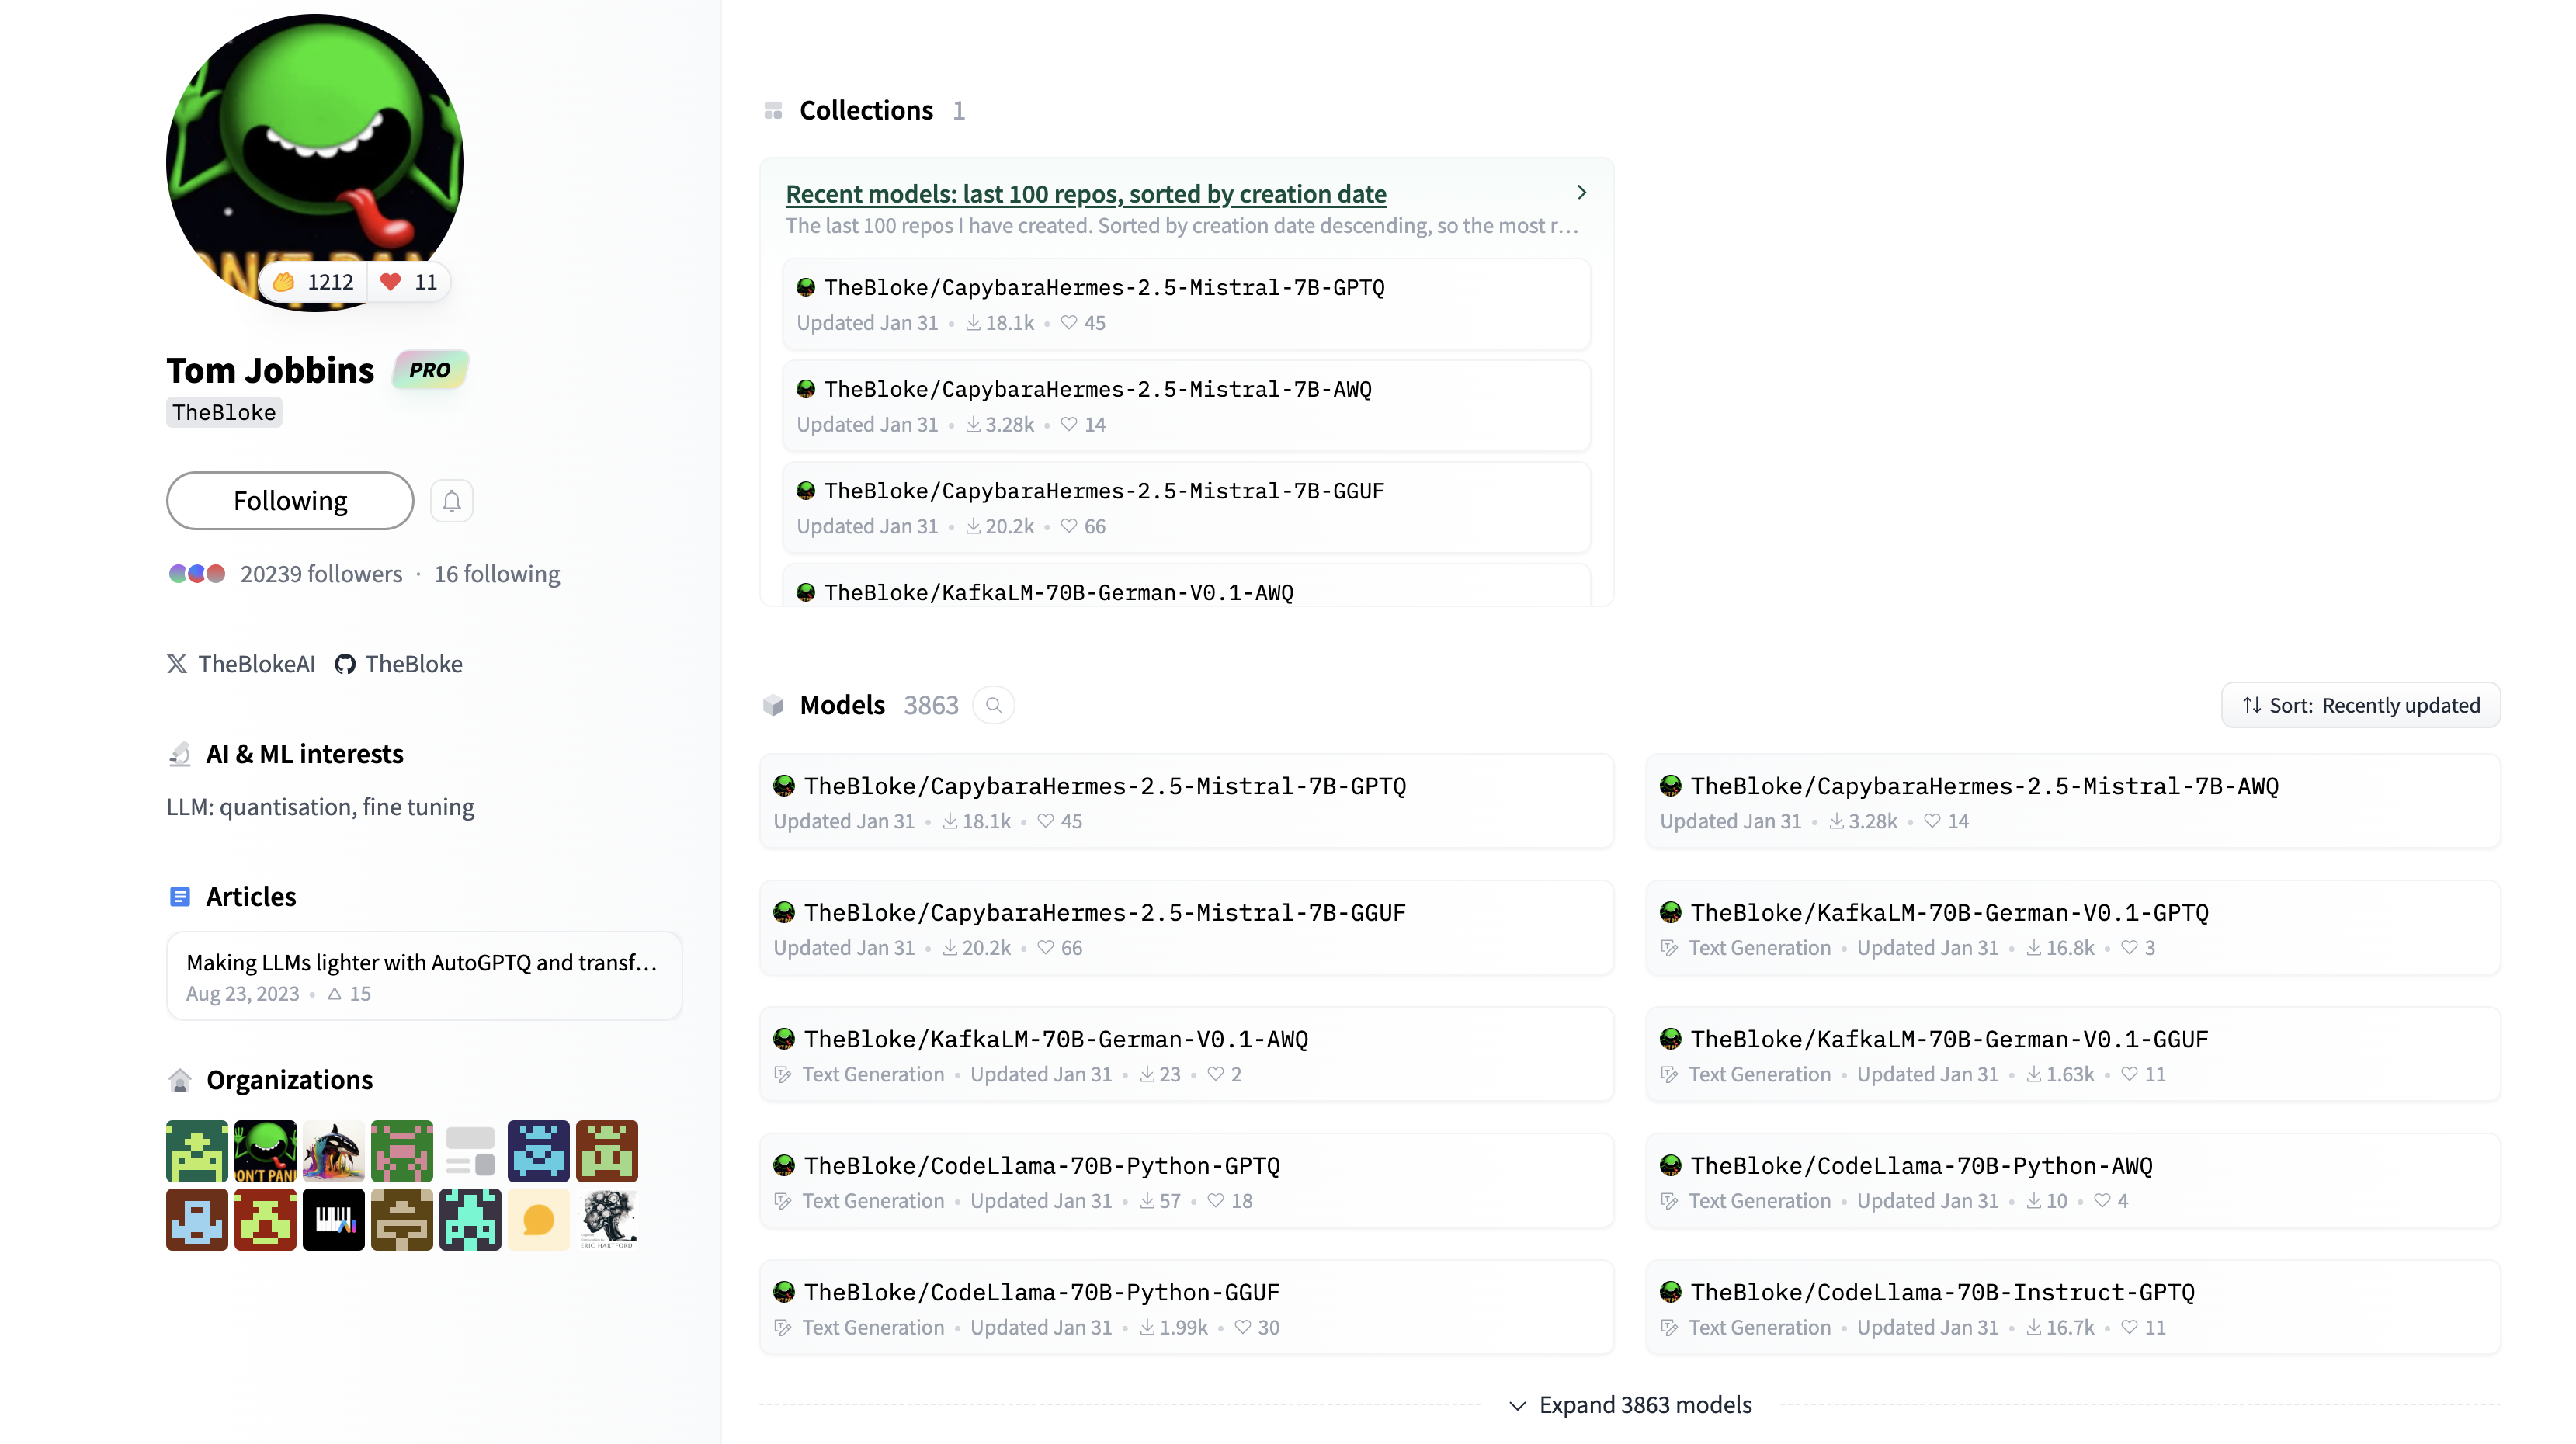 ON'T PAN
1212
11
Tom Jobbins PRO
TheBloke
Following
20239 followers · 16 following
TheBlokeAI TheBloke
AI & ML interests
LLM: quantisation, fine tuning
Articles
Making LLMs lighter with AutoGPTQ and transf...
Aug 23, 2023 • 15
Organizations
ON'T PAN
AI
ERIC HARTFORD
Collections 1
Recent models: last 100 repos, sorted by creation date
The last 100 repos I have created. Sorted by creation date descending, so the most r...
TheBloke/CapybaraHermes-2.5-Mistral-7B-GPTQ
Updated Jan 31 • 18.1k • 45
TheBloke/CapybaraHermes-2.5-Mistral-7B-AWQ
Updated Jan 31 • 3.28k • 14
TheBloke/CapybaraHermes-2.5-Mistral-7B-GGUF
Updated Jan 31 • 20.2k • 66
TheBloke/KafkaLM-70B-German-V0.1-AWQ
Models 3863
Sort: Recently updated
TheBloke/CapybaraHermes-2.5-Mistral-7B-GPTQ
Updated Jan 31 • 18.1k • 45
TheBloke/CapybaraHermes-2.5-Mistral-7B-AWQ
Updated Jan 31 • 3.28k • 14
TheBloke/CapybaraHermes-2.5-Mistral-7B-GGUF
Updated Jan 31 • 20.2k • 66
TheBloke/KafkaLM-70B-German-V0.1-GPTQ
Text Generation • Updated Jan 31 • 16.8k • 3
TheBloke/KafkaLM-70B-German-V0.1-AWQ
Text Generation • Updated Jan 31 • 23 • 2
TheBloke/KafkaLM-70B-German-V0.1-GGUF
Text Generation • Updated Jan 31 • 1.63k • 11
TheBloke/CodeLlama-70B-Python-GPTQ
Text Generation • Updated Jan 31 • 57 • 18
TheBloke/CodeLlama-70B-Python-AWQ
Text Generation • Updated Jan 31 • 10 • 4
TheBloke/CodeLlama-70B-Python-GGUF
Text Generation • Updated Jan 31 • 1.99k • 30
TheBloke/CodeLlama-70B-Instruct-GPTQ
Text Generation • Updated Jan 31 • 16.7k • 11
Expand 3863 models